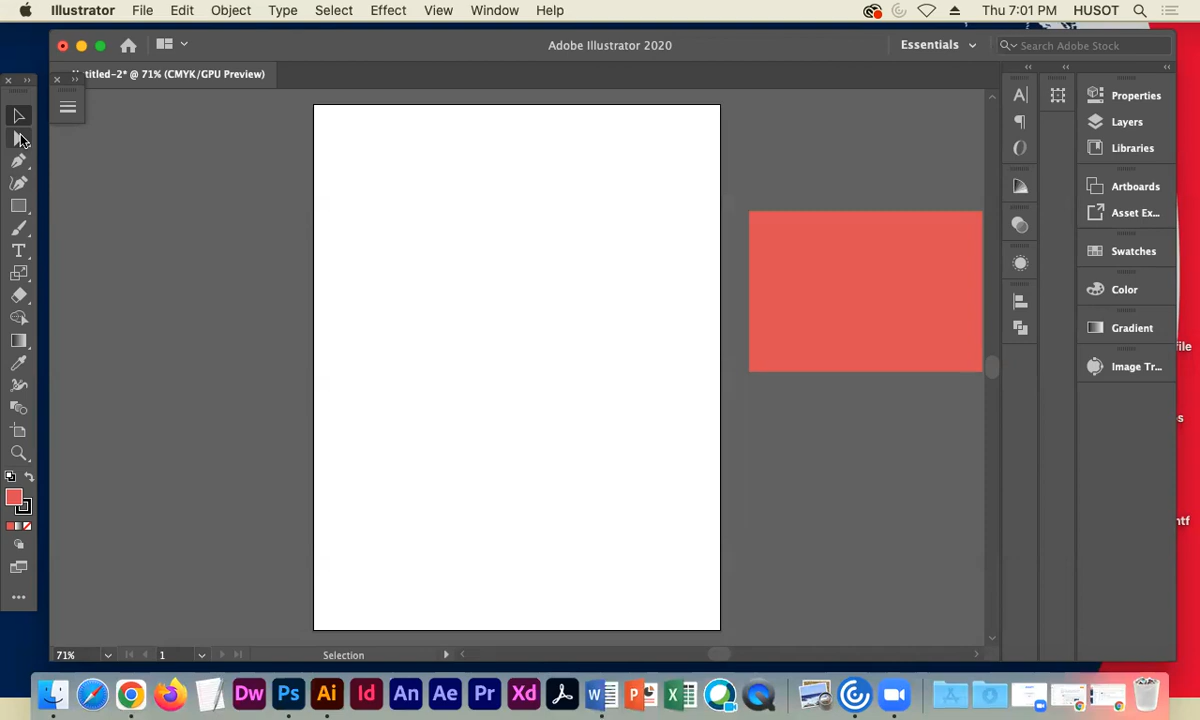 Illustrator File Edit Object Type Select Effect View Window Help Thu 7:01 PM HUSOT
Adobe Illustrator 2020 Essentials Search Adobe Stock
titled-2* @ 71% (CMYK/GPU Preview)
Properties
Layers
Libraries
Artboards
Asset Ex...
Swatches
Color
Gradient
Image Tr...
file
ntf
71% 1 Selection
Dw Ps Ai Id An Ae Pr Xd